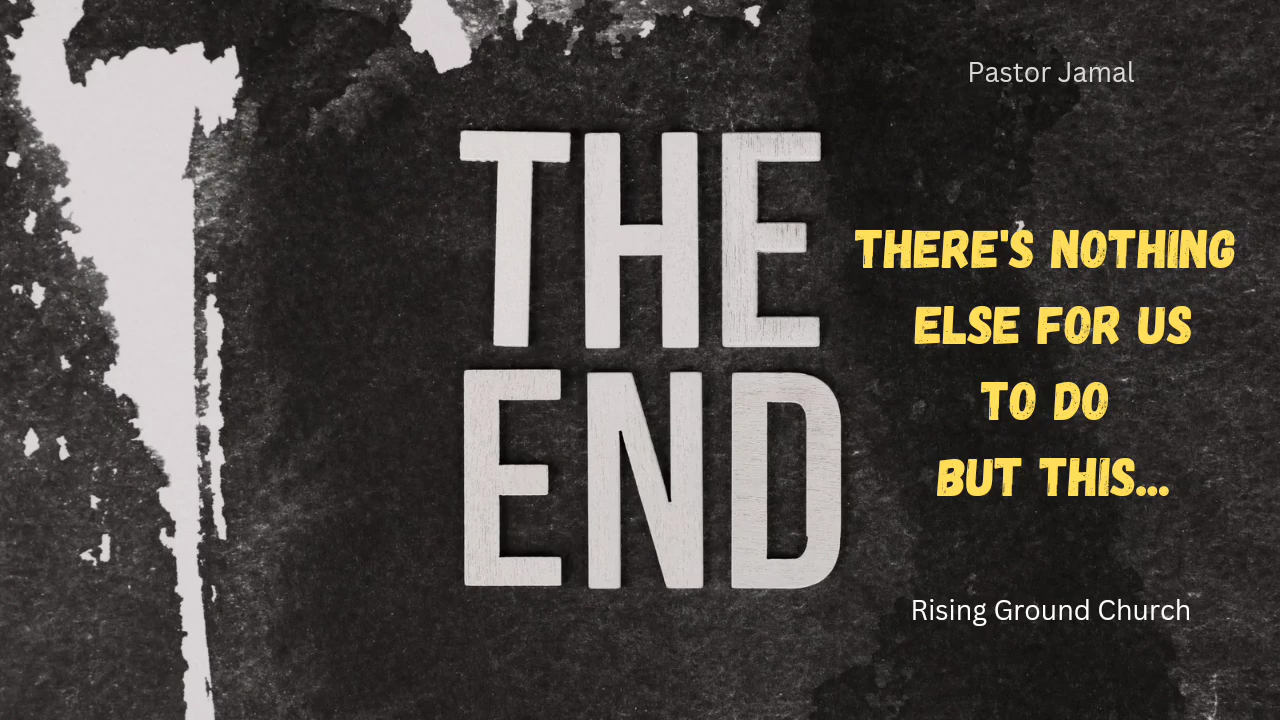 Pastor Jamal
THE
END
THERE'S NOTHING
ELSE FOR US
TO DO
BUT THIS...
Rising Ground Church